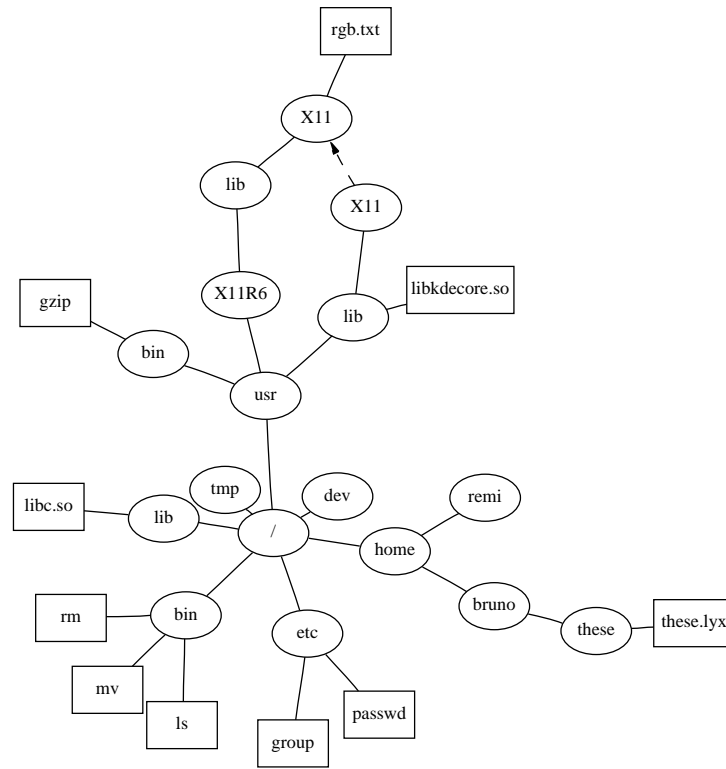 rgb.txt
X11
lib
X11
X11R6
gzip
libkdecore.so
lib
bin
usr
tmp
dev
remi
libc.so
lib
/
home
bruno
rm
bin
these.lyx
these
etc
mv
passwd
ls
group